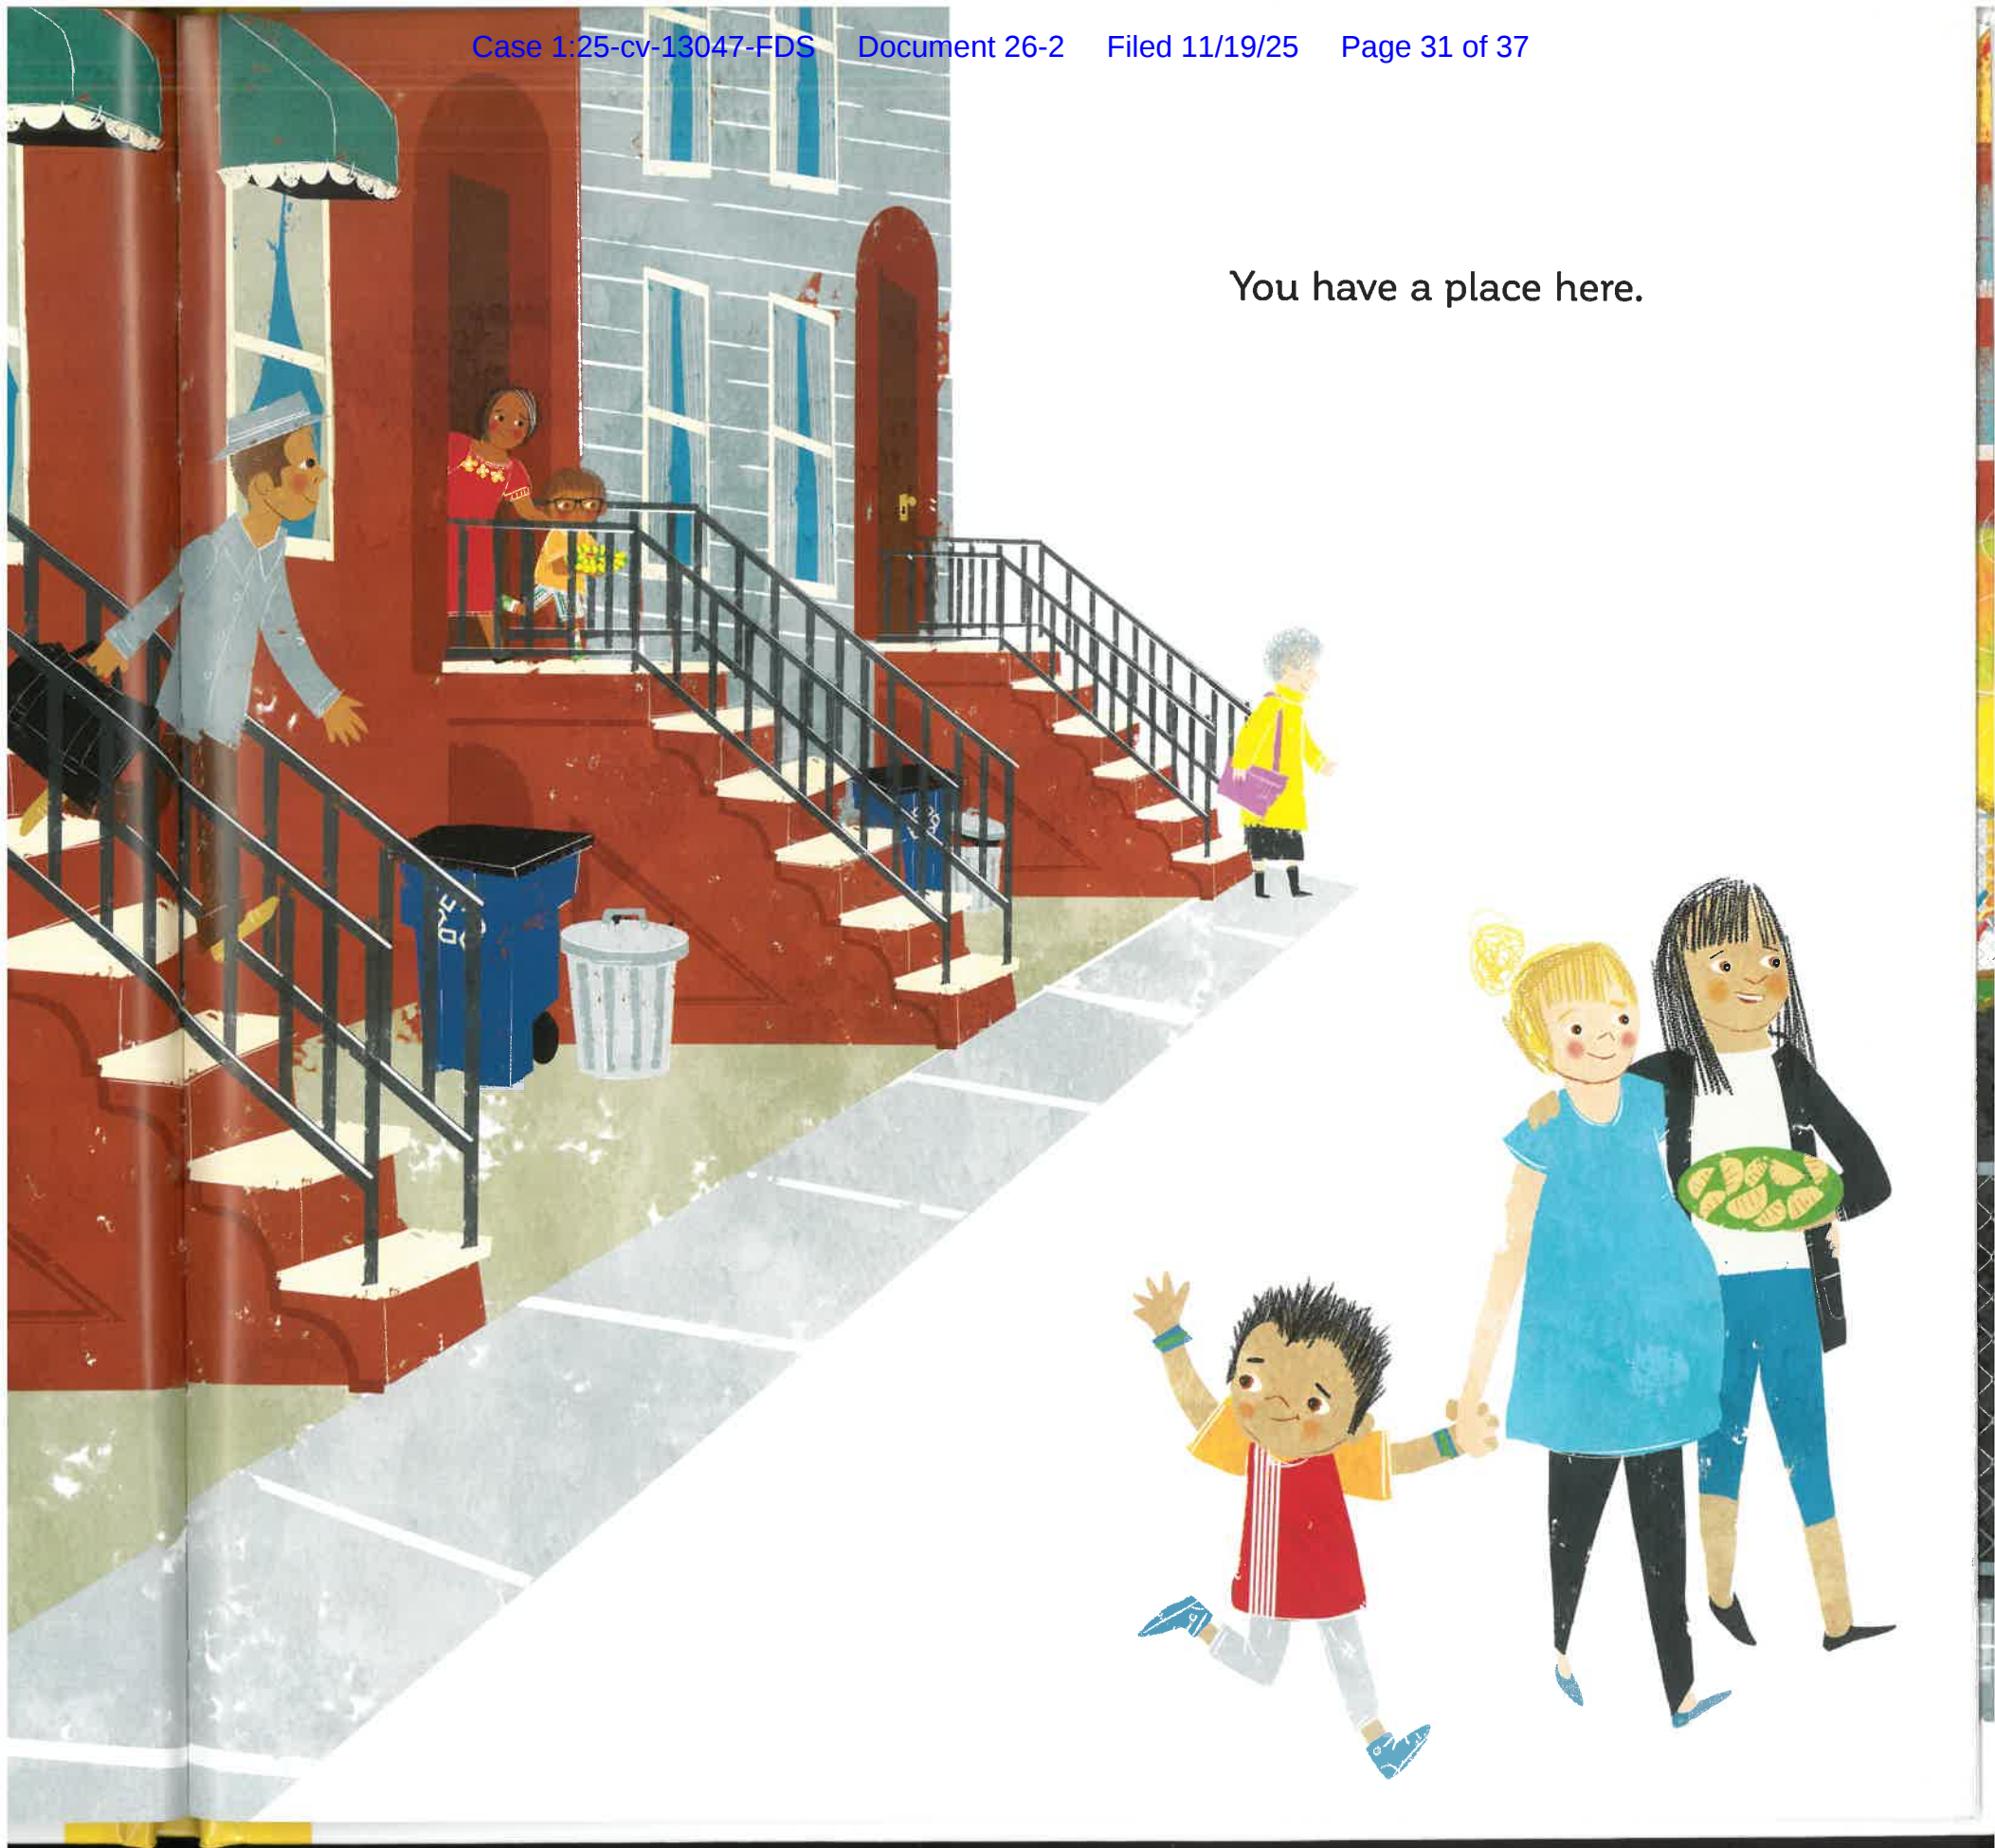 Case 1:25-cv-13047-FDS Document 26-2 Filed 11/19/25 Page 31 of 37
You have a place here.